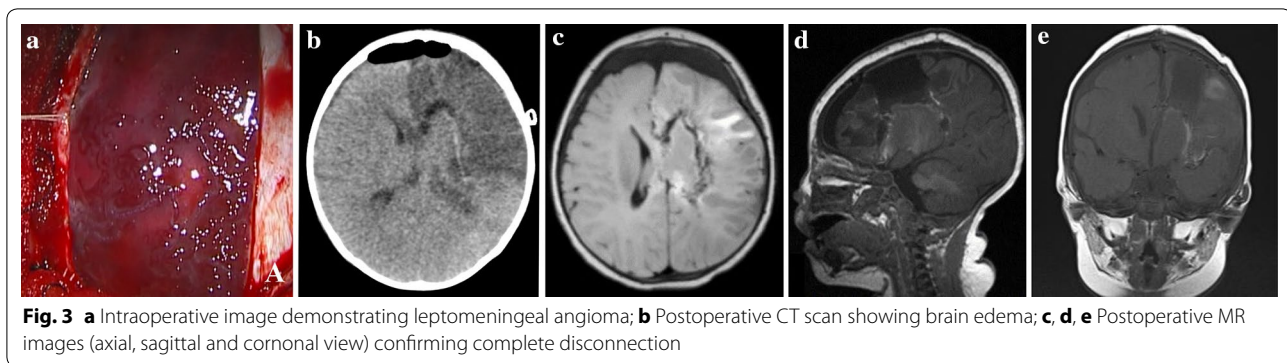 a b c d e
A
Fig. 3 a Intraoperative image demonstrating leptomeningeal angioma; b Postoperative CT scan showing brain edema; c, d, e Postoperative MR
images (axial, sagittal and cornonal view) confirming complete disconnection